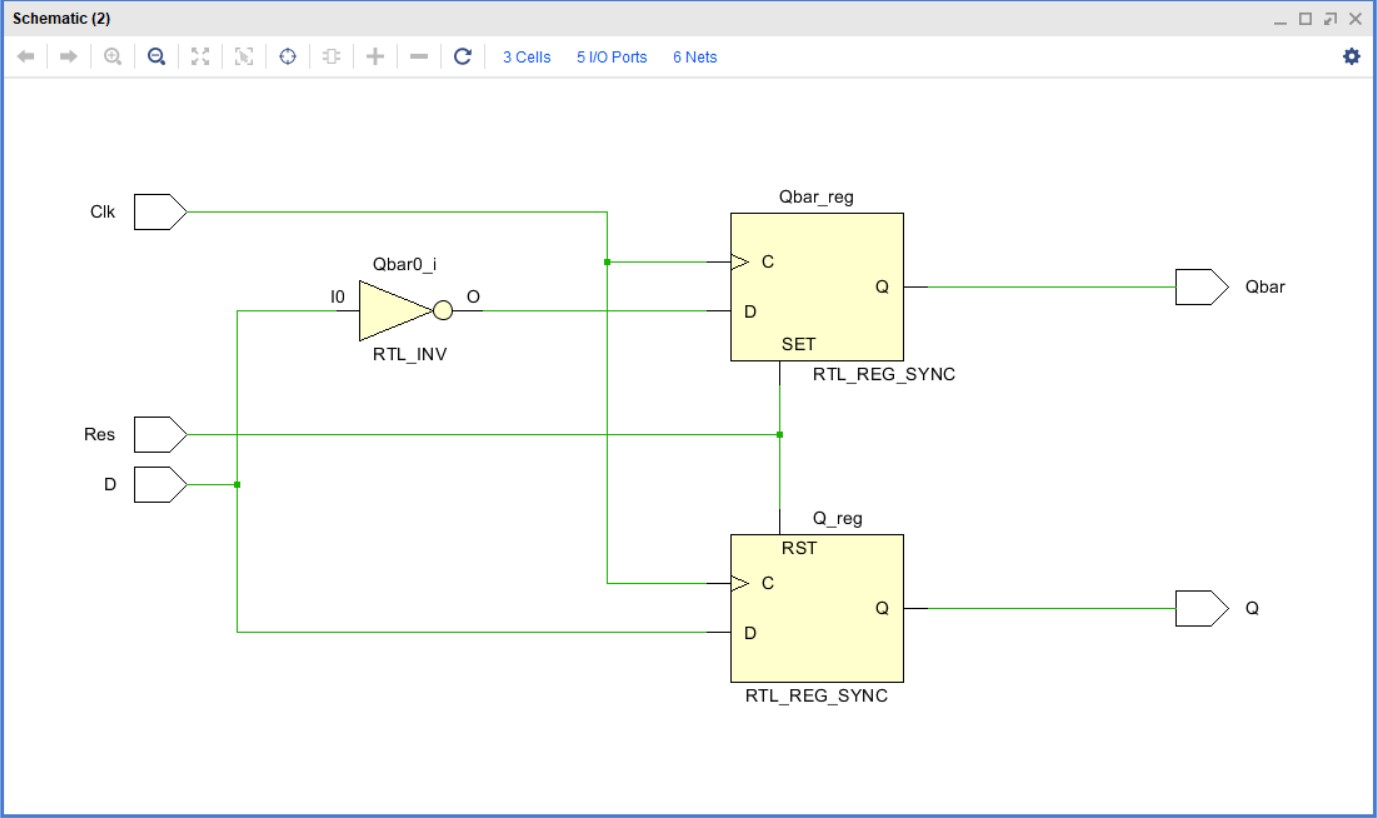 Schematic (2)
3 Cells 5 I/O Ports 6 Nets
Qbar_reg
Clk
C
Qbar0_i
Q
Qbar
I0
O
D
SET
RTL_INV
RTL_REG_SYNC
Res
D
Q_reg
RST
C
Q
Q
D
RTL_REG_SYNC